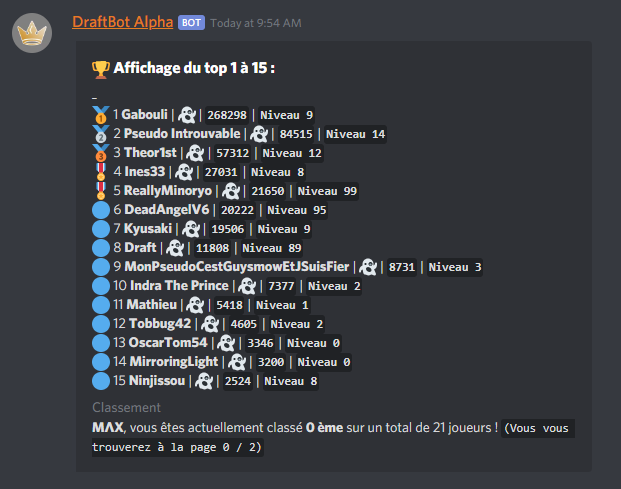 DraftBot Alpha BOT Today at 9:54 AM
Affichage du top 1 à 15 :
_
1 Gabouli | | 268298 | Niveau 9
2 Pseudo Introuvable | | 84515 | Niveau 14
3 Theor1st | | 57312 | Niveau 12
4 Ines33 | | 27031 | Niveau 8
5 ReallyMinoryo | | 21650 | Niveau 99
6 DeadAngelV6 | 20222 | Niveau 95
7 Kyusaki | | 19506 | Niveau 9
8 Draft | | 11808 | Niveau 89
9 MonPseudoCestGuysmowEtJSuisFier | | 8731 | Niveau 3
10 Indra The Prince | | 7377 | Niveau 2
11 Mathieu | | 5418 | Niveau 1
12 Tobbug42 | | 4605 | Niveau 2
13 OscarTom54 | | 3346 | Niveau 0
14 MirroringLight | | 3200 | Niveau 0
15 Ninjissou | | 2524 | Niveau 8
Classement
MΛX, vous êtes actuellement classé 0 ème sur un total de 21 joueurs ! (Vous vous
trouverez à la page 0 / 2)